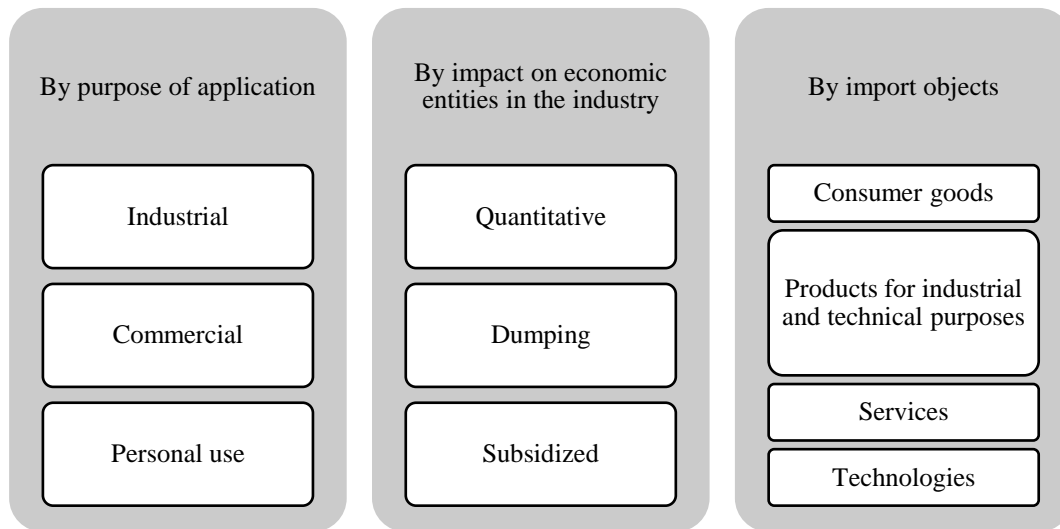 By purpose of application
Industrial
Commercial
Personal use
By impact on economic
entities in the industry
Quantitative
Dumping
Subsidized
By import objects
Consumer goods
Products for industrial
and technical purposes
Services
Technologies